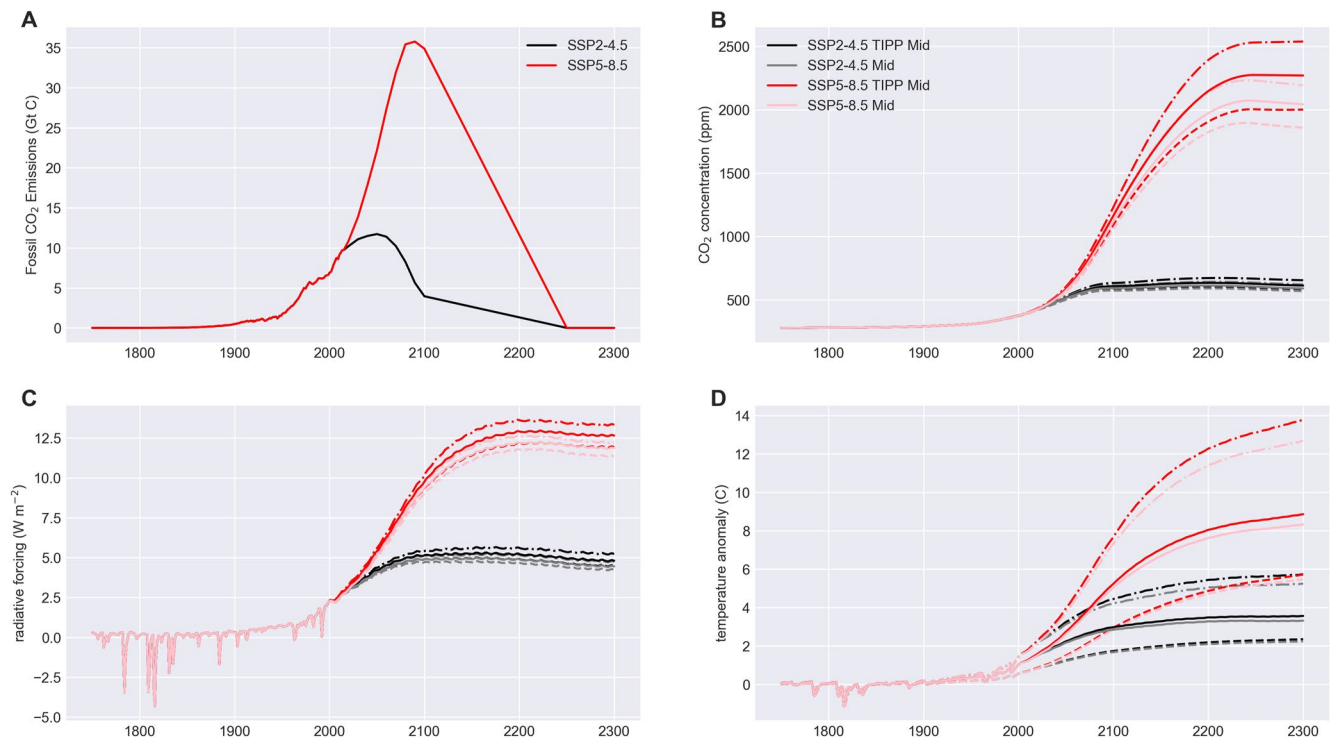 A
Fossil CO₂ Emissions (Gt C)
35
30
25
20
15
10
5
0
1800 1900 2000 2100 2200 2300
SSP2-4.5
SSP5-8.5
B
CO₂ concentration (ppm)
2500
2000
1500
1000
500
1800 1900 2000 2100 2200 2300
SSP2-4.5 TIPP Mid
SSP2-4.5 Mid
SSP5-8.5 TIPP Mid
SSP5-8.5 Mid
C
radiative forcing (W m⁻²)
12.5
10.0
7.5
5.0
2.5
0.0
−2.5
−5.0
1800 1900 2000 2100 2200 2300
D
temperature anomaly (C)
14
12
10
8
6
4
2
0
1800 1900 2000 2100 2200 2300